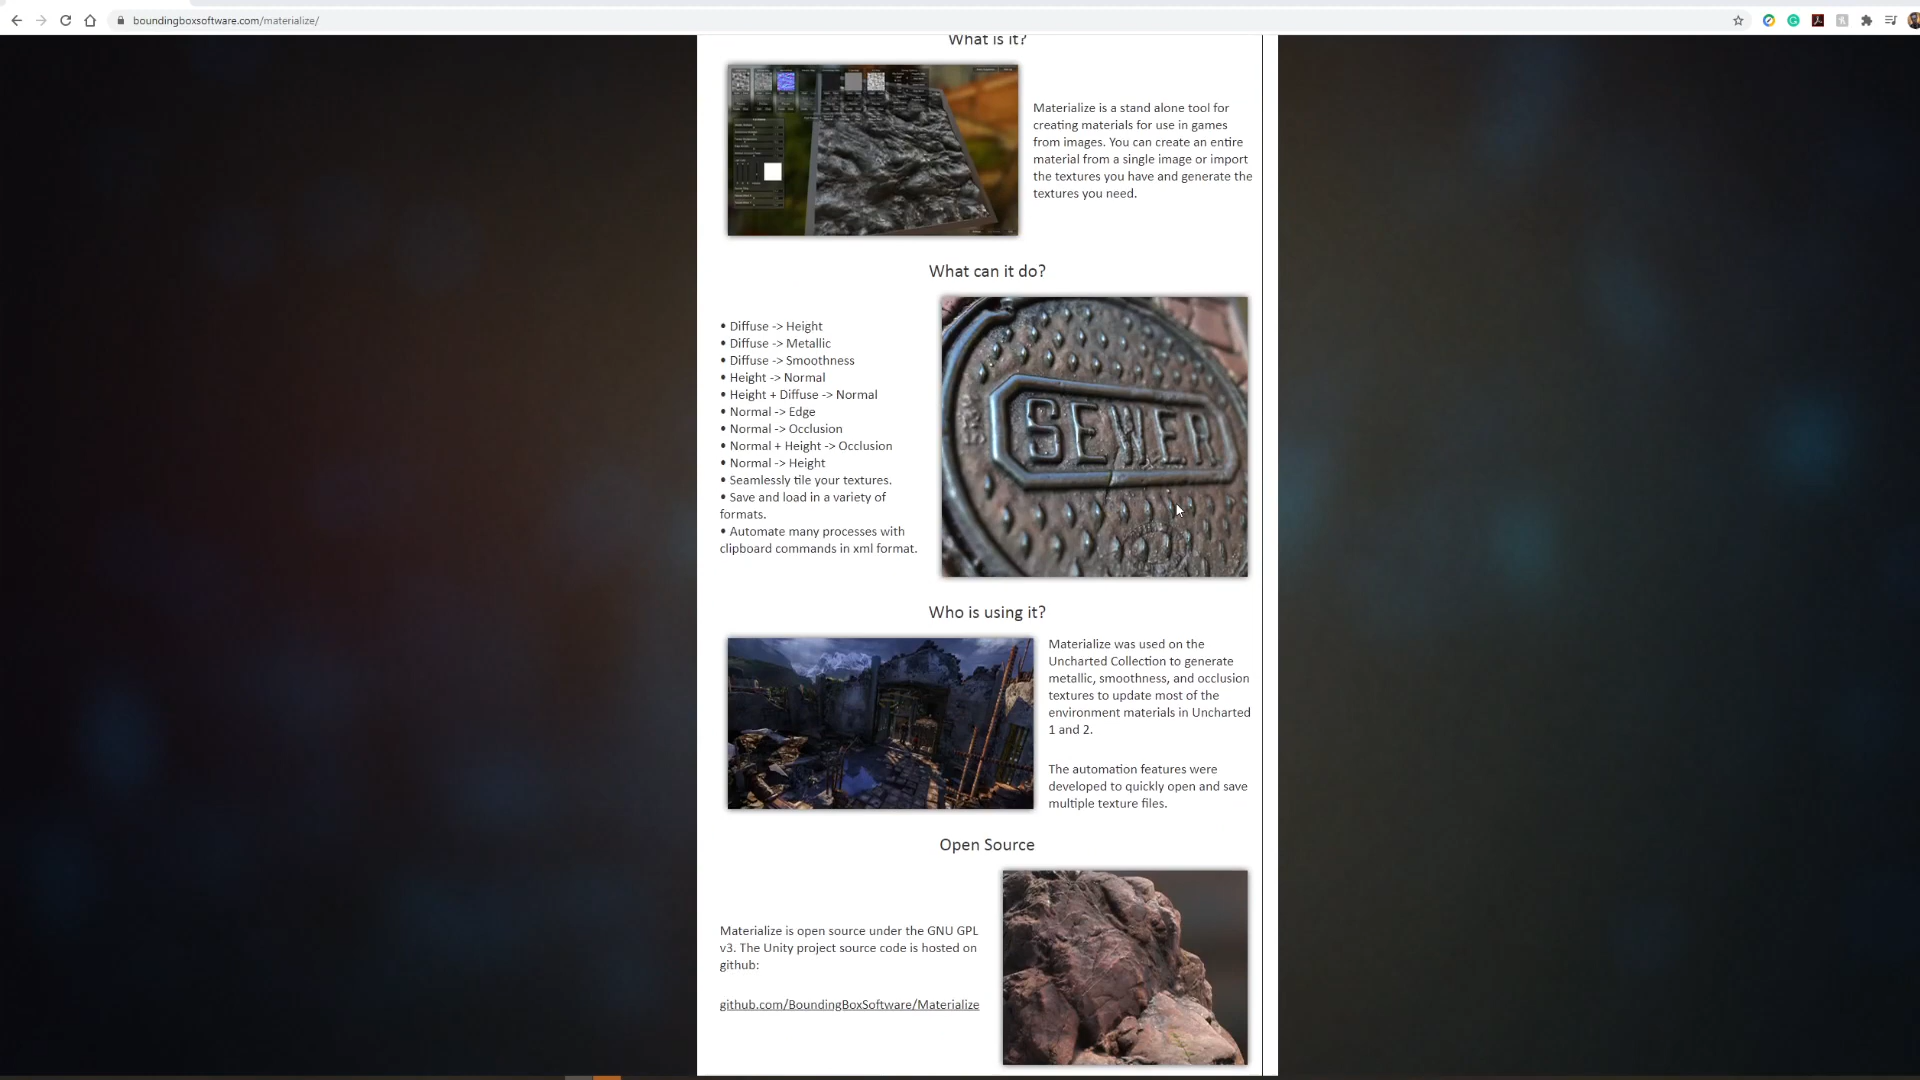 boundingboxsoftware.com/materialize/
What is it?
Materialize is a stand alone tool for
creating materials for use in games
from images. You can create an entire
material from a single image or import
the textures you have and generate the
textures you need.
What can it do?
• Diffuse -> Height
• Diffuse -> Metallic
• Diffuse -> Smoothness
• Height -> Normal
• Height + Diffuse -> Normal
• Normal -> Edge
• Normal -> Occlusion
• Normal + Height -> Occlusion
• Normal -> Height
• Seamlessly tile your textures.
• Save and load in a variety of
formats.
• Automate many processes with
clipboard commands in xml format.
SEWER
Who is using it?
Materialize was used on the
Uncharted Collection to generate
metallic, smoothness, and occlusion
textures to update most of the
environment materials in Uncharted
1 and 2.
The automation features were
developed to quickly open and save
multiple texture files.
Open Source
Materialize is open source under the GNU GPL
v3. The Unity project source code is hosted on
github:
github.com/BoundingBoxSoftware/Materialize